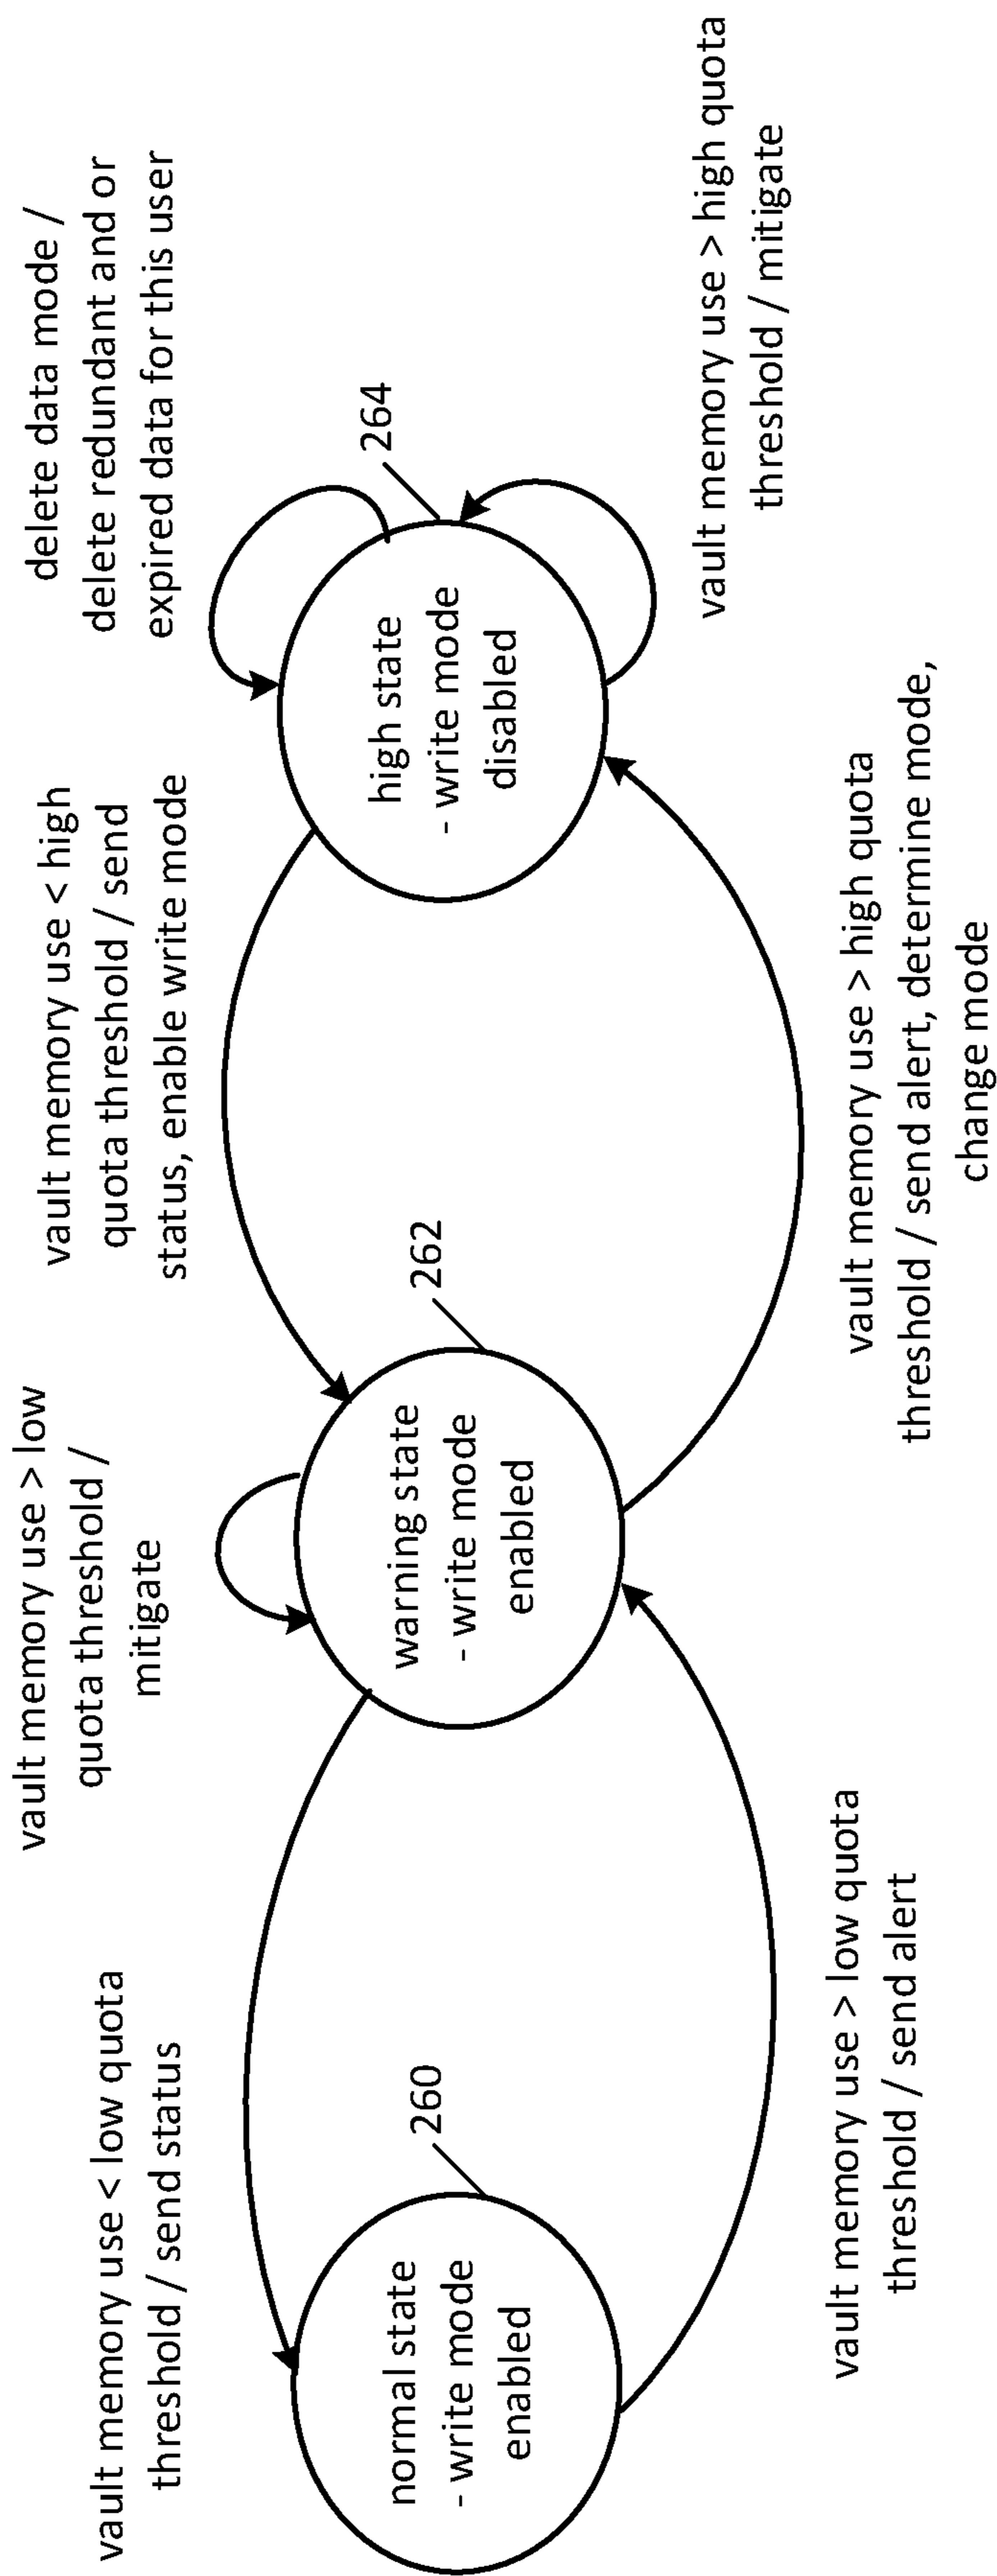 vault memory use < low quota
threshold / send status
vault memory use > low
quota threshold /
mitigate
vault memory use < high
quota threshold / send
status, enable write mode
delete data mode /
delete redundant and or
expired data for this user
260
262
264
normal state
- write mode
enabled
warning state
- write mode
enabled
high state
- write mode
disabled
vault memory use > low quota
threshold / send alert
vault memory use > high quota
threshold / send alert, determine mode,
change mode
vault memory use > high quota
threshold / mitigate